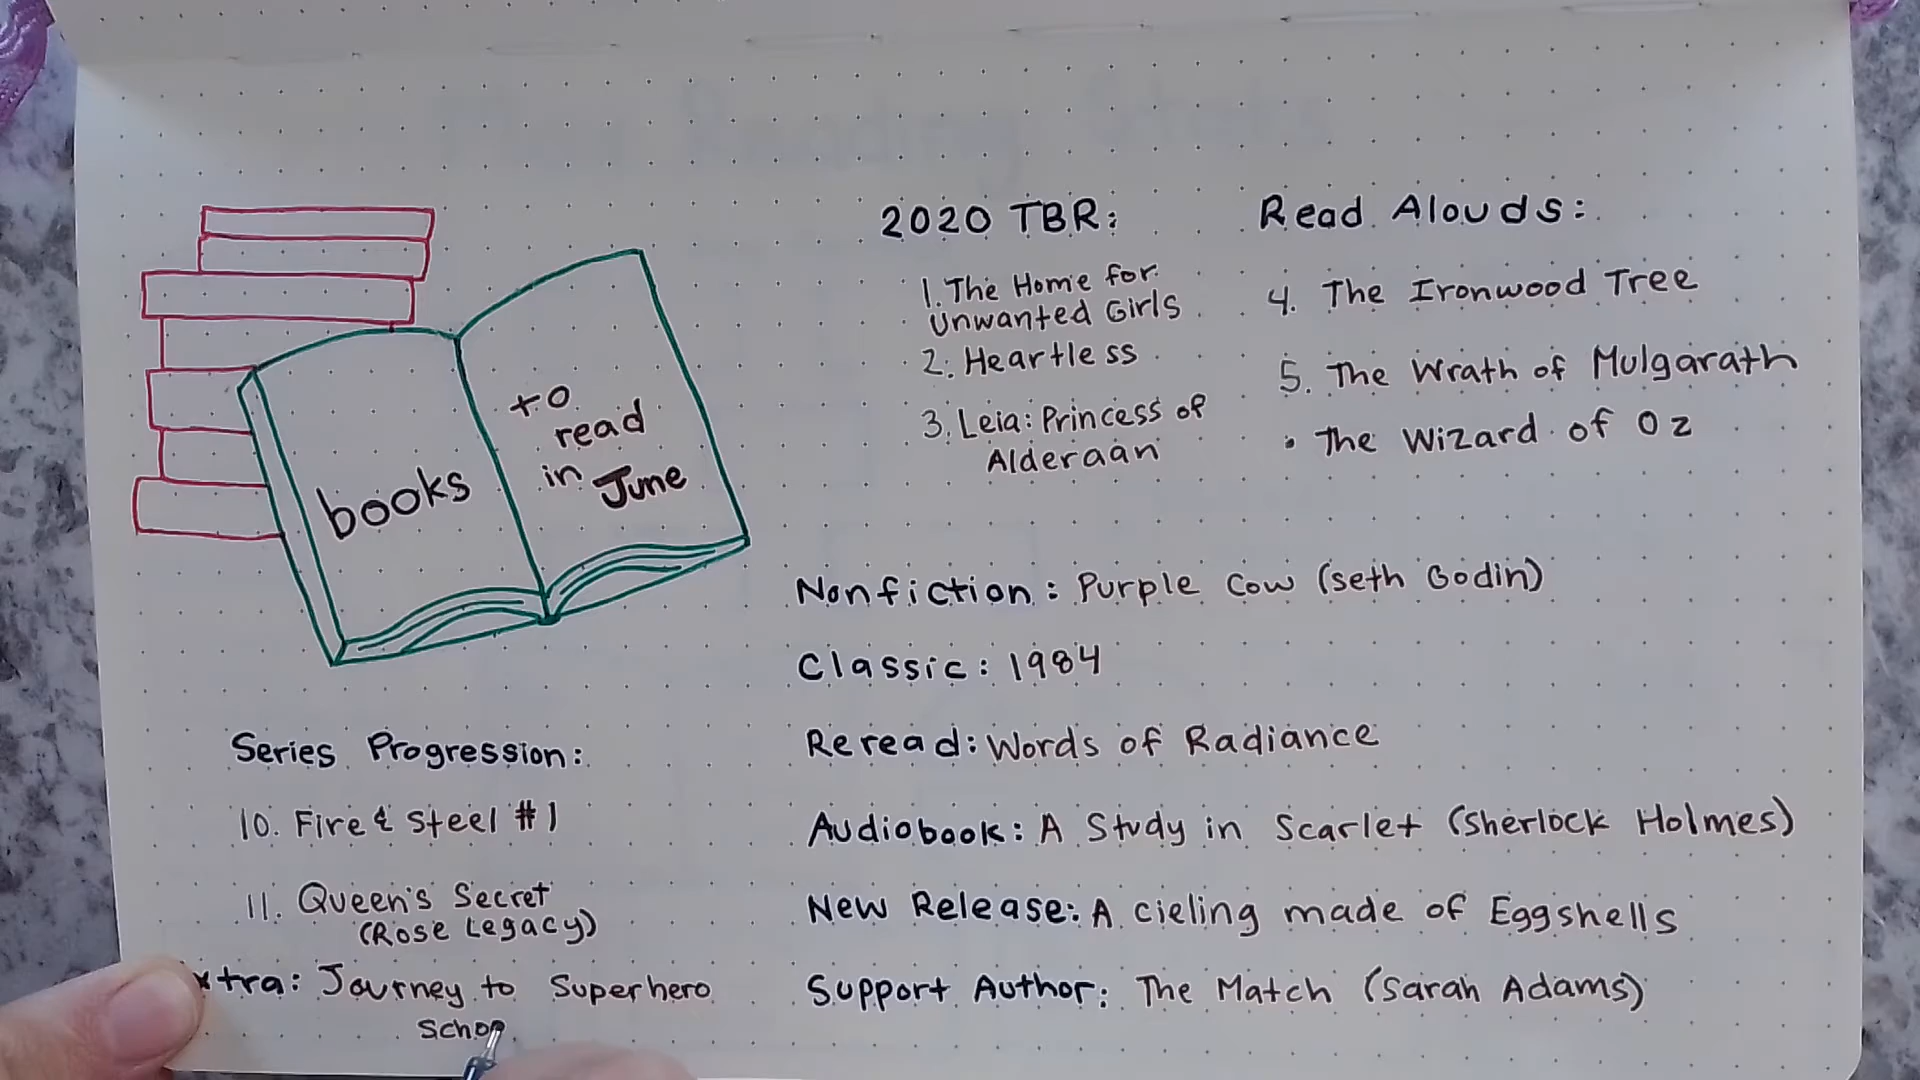 books
to
read
in June
2020 TBR:
1. The Home for
Unwanted Girls
2. Heartless
3. Leia: Princess of
Alderaan
Read Alouds:
4. The Ironwood Tree
5. The Wrath of Mulgarath
• The Wizard of Oz
Nonfiction: Purple Cow (Seth Godin)
Classic: 1984
Reread: Words of Radiance
Audiobook: A Study in Scarlet (Sherlock Holmes)
New Release: A cieling made of Eggshells
Support Author: The Match (Sarah Adams)
Series Progression:
10. Fire & Steel #1
11. Queen's Secret
(Rose Legacy)
xtra: Journey to Superhero
Schoo